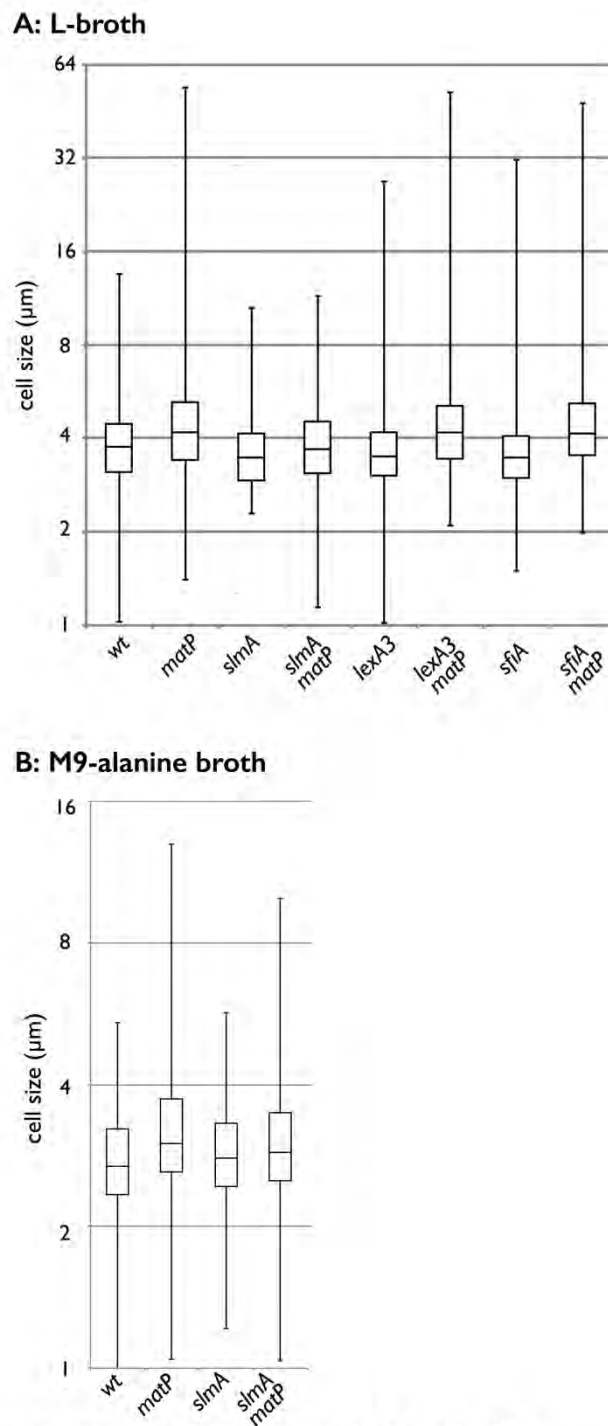 A: L-broth
64
32
16
8
4
2
1
cell size (µm)
wt
matP
slmA
slmA
matP
lexA3
lexA3
matP
sfiA
sfiA
matP
B: M9-alanine broth
16
8
4
2
1
cell size (µm)
wt
matP
slmA
slmA
matP